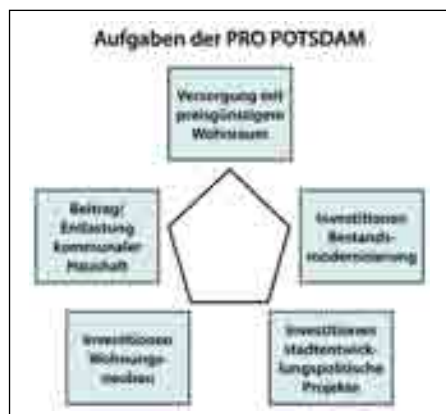 Aufgaben der PRO POTSDAM
Versorgung mit
preisgünstigem
Wohnraum
Beitrag/
Entlastung
kommunaler
Haushalt
Investitionen
Bestands-
modernisierung
Investitionen
Wohnungs-
neubau
Investitionen
stadtentwick-
lungspolitische
Projekte